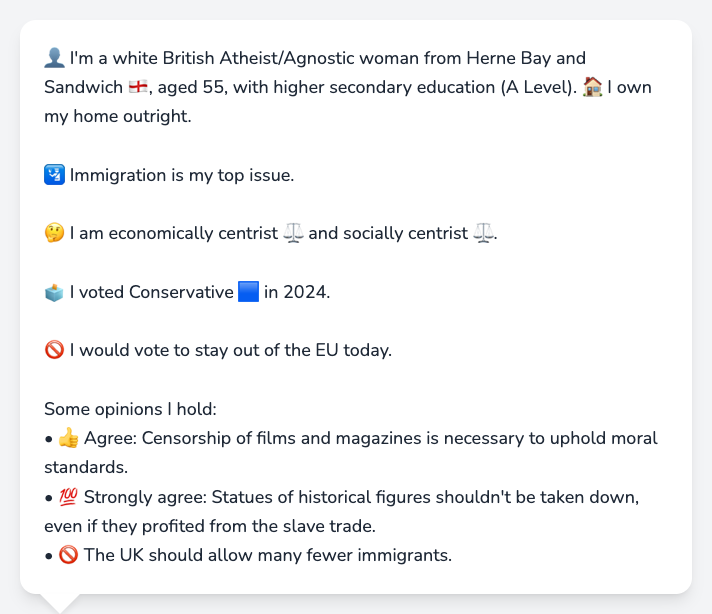 👤 I'm a white British Atheist/Agnostic woman from Herne Bay and
Sandwich 🏴󠁧󠁢󠁥󠁮󠁧󠁿, aged 55, with higher secondary education (A Level). 🏠 I own
my home outright.
🛂 Immigration is my top issue.
🤔 I am economically centrist ⚖️ and socially centrist ⚖️.
🗳️ I voted Conservative 🟦 in 2024.
🚫 I would vote to stay out of the EU today.
Some opinions I hold:
• 👍 Agree: Censorship of films and magazines is necessary to uphold moral
standards.
• 💯 Strongly agree: Statues of historical figures shouldn't be taken down,
even if they profited from the slave trade.
• 🚫 The UK should allow many fewer immigrants.